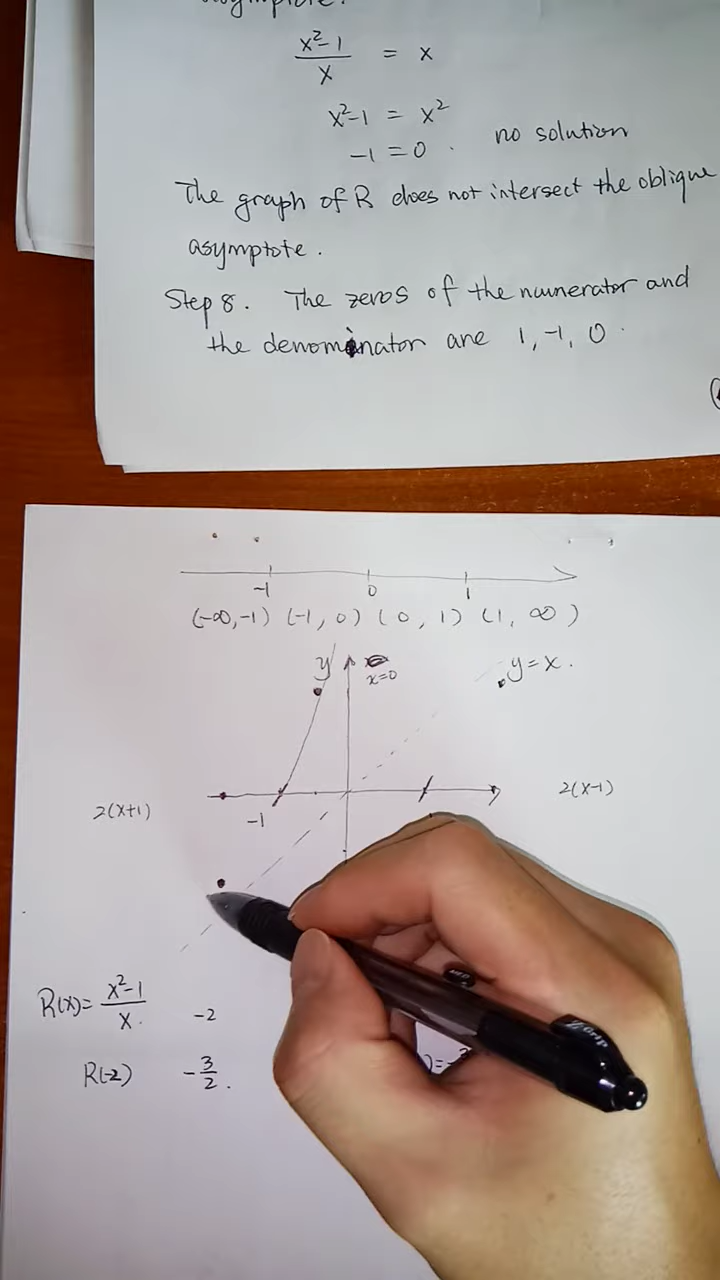 x²-1/x = x
x²-1 = x²
-1 = 0 . no solution
The graph of R does not intersect the oblique
asymptote.
Step 8. The zeros of the numerator and
the denominator are 1, -1, 0.
-1 0 1
(-∞, -1) (-1, 0) (0, 1) (1, ∞)
y x=0 y=x.
2(x+1) -1 2(x-1)
R(x)= x²-1/x. -2
R(-2) -3/2.